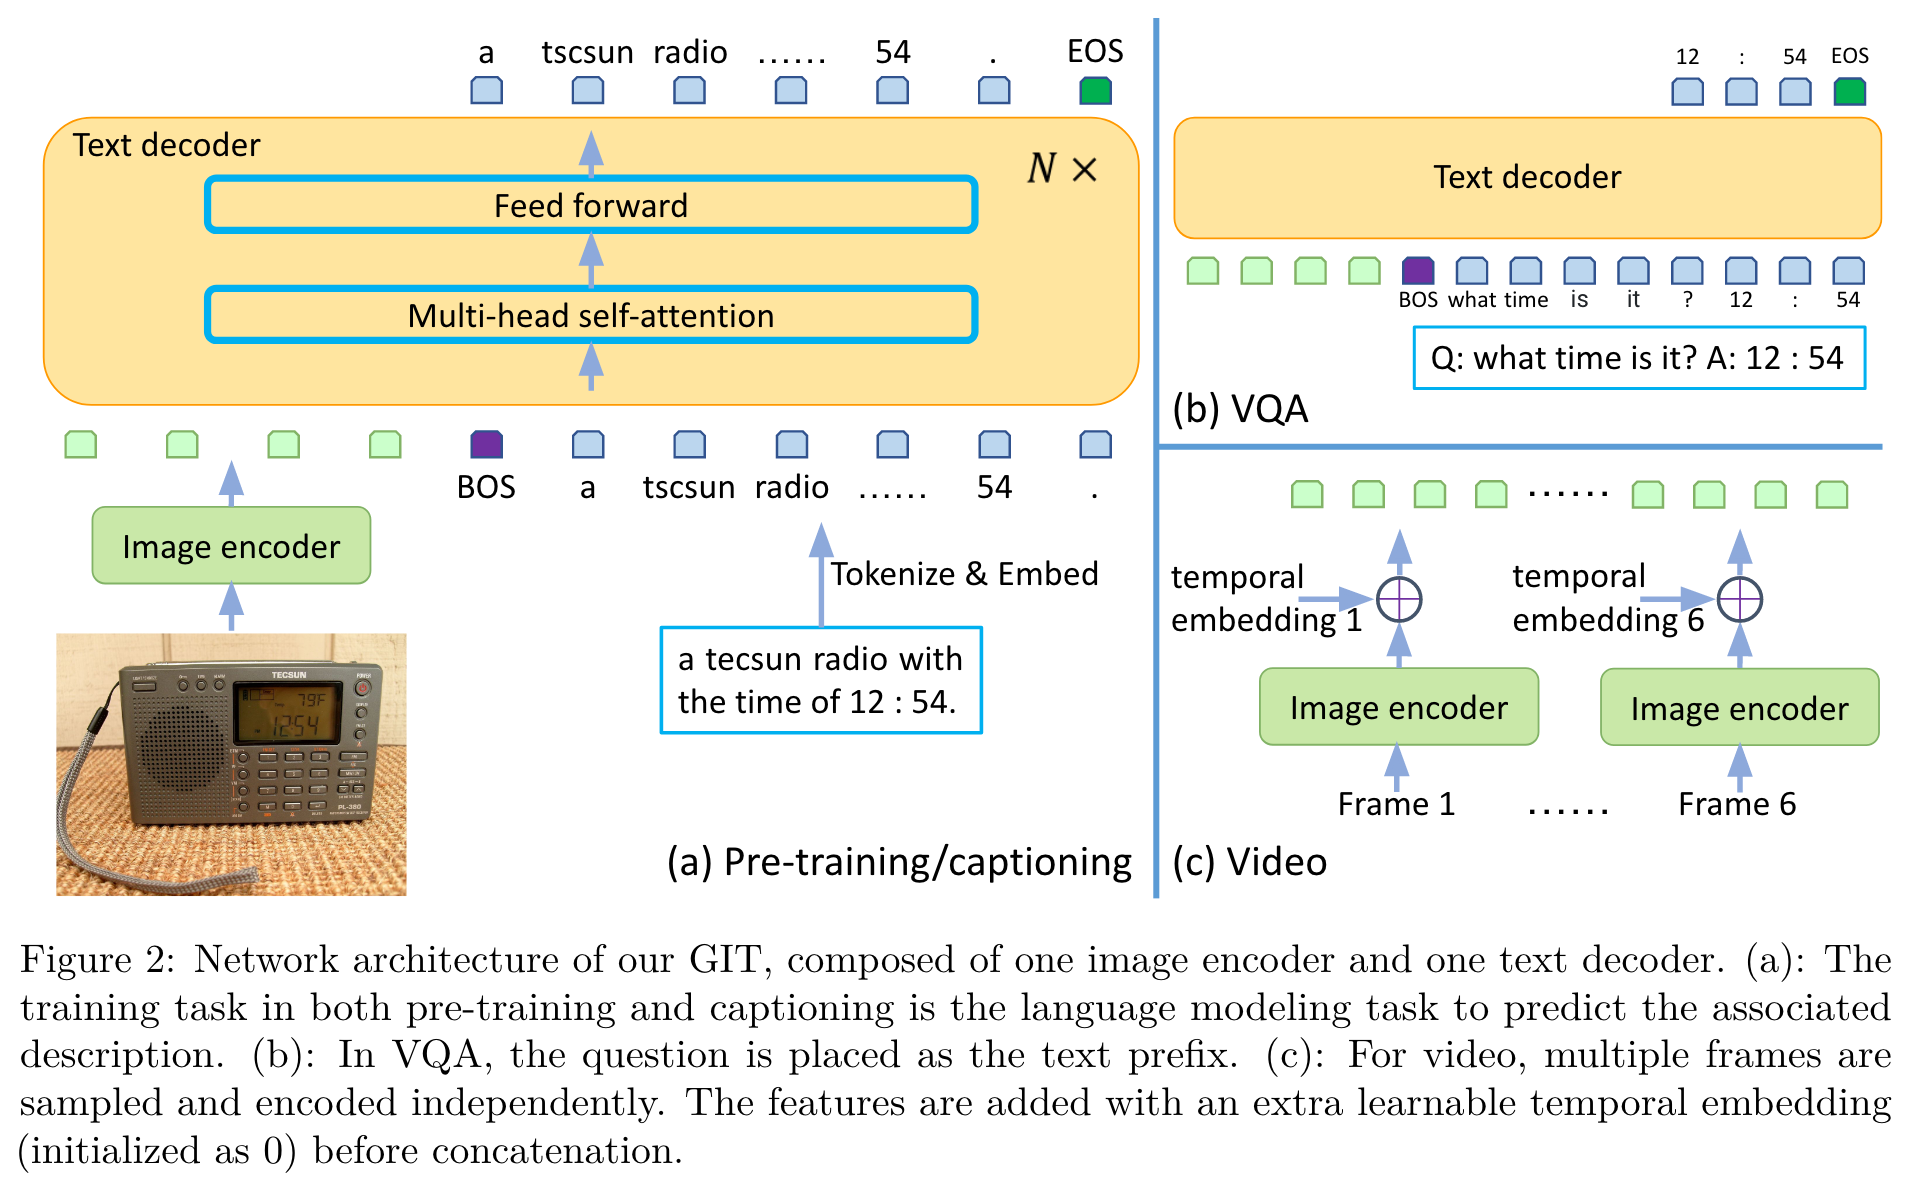 a tscsun radio ...... 54 . EOS
Text decoder
N ×
Feed forward
Multi-head self-attention
BOS a tscsun radio ...... 54 .
Image encoder
Tokenize & Embed
a tecsun radio with
the time of 12 : 54.
TECSUN
POWER
79F
12:54
PL-380
(a) Pre-training/captioning
12 : 54 EOS
Text decoder
BOS what time is it ? 12 : 54
Q: what time is it? A: 12 : 54
(b) VQA
......
temporal
embedding 1
temporal
embedding 6
Image encoder
Image encoder
Frame 1 ...... Frame 6
(c) Video
Figure 2: Network architecture of our GIT, composed of one image encoder and one text decoder. (a): The
training task in both pre-training and captioning is the language modeling task to predict the associated
description. (b): In VQA, the question is placed as the text prefix. (c): For video, multiple frames are
sampled and encoded independently. The features are added with an extra learnable temporal embedding
(initialized as 0) before concatenation.